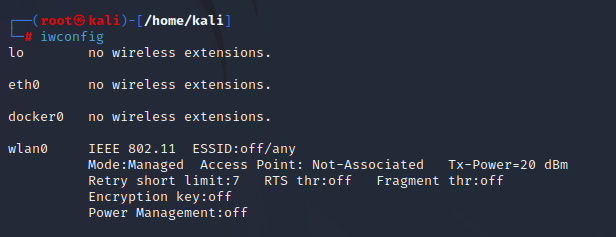 ┌──(root㉿kali)-[/home/kali]
└─# iwconfig
lo        no wireless extensions.
eth0      no wireless extensions.
docker0   no wireless extensions.
wlan0     IEEE 802.11  ESSID:off/any
          Mode:Managed  Access Point: Not-Associated   Tx-Power=20 dBm
          Retry short limit:7   RTS thr:off   Fragment thr:off
          Encryption key:off
          Power Management:off